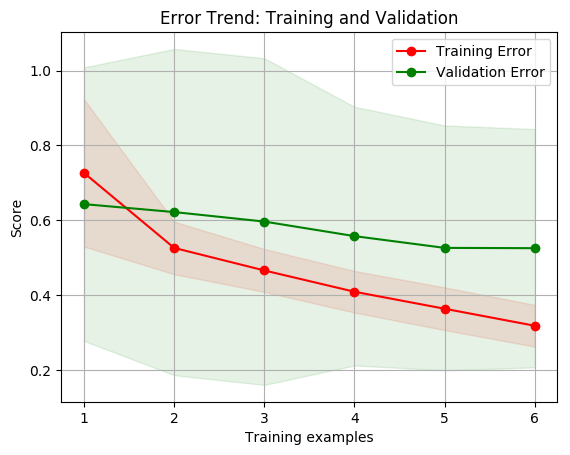 Error Trend: Training and Validation
Training Error
Validation Error
Score
1.0
0.8
0.6
0.4
0.2
1 2 3 4 5 6
Training examples